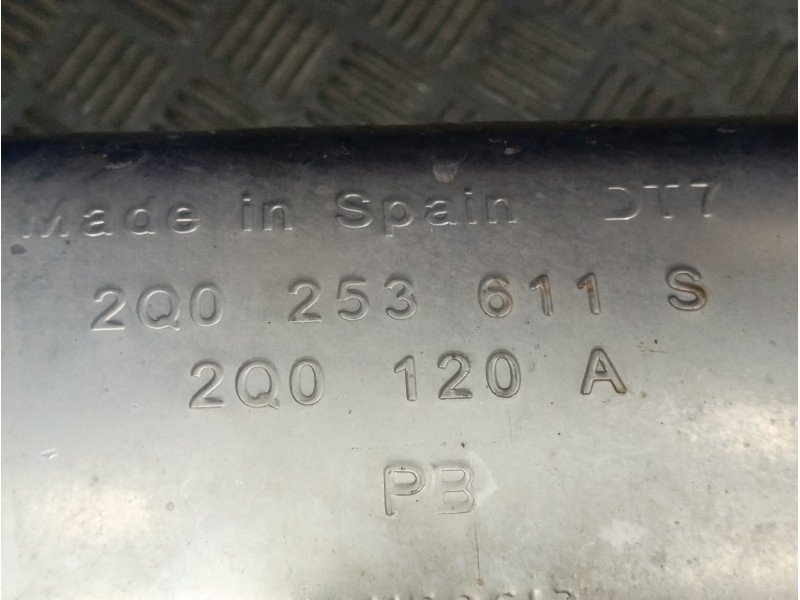 Made in Spain DT7
2Q0 253 611 S
2Q0 120 A
PB